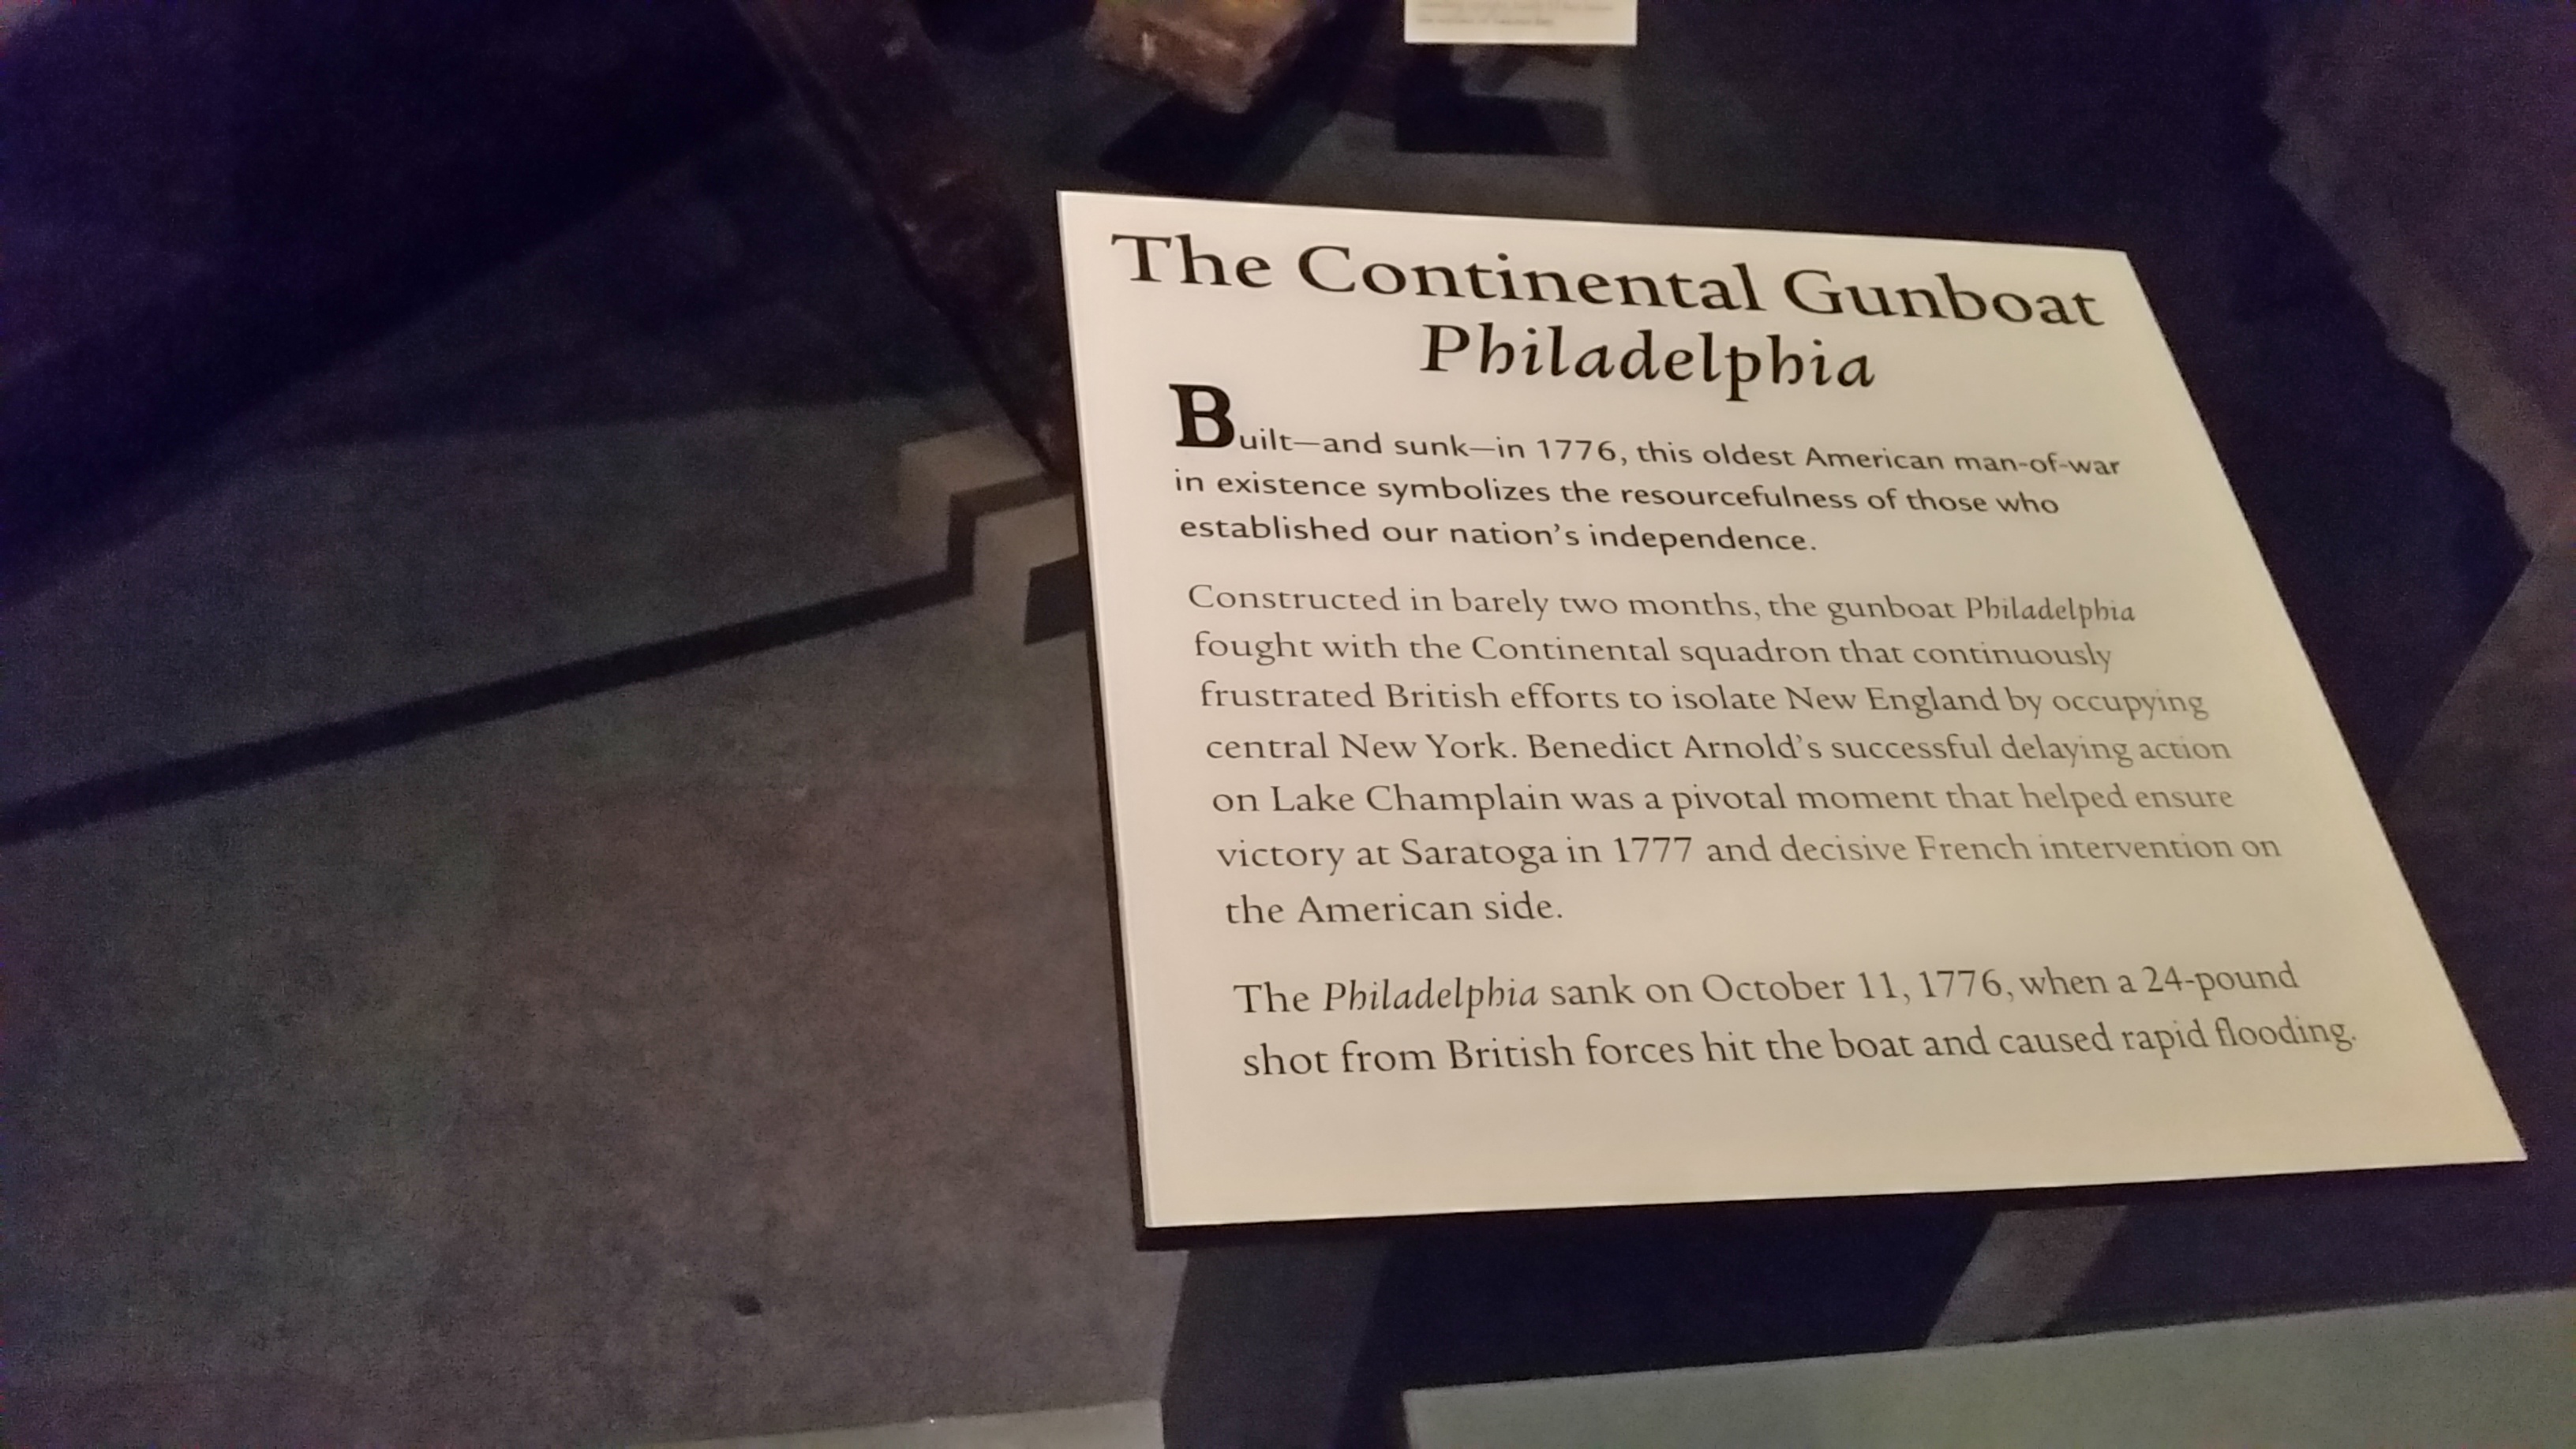 The Continental Gunboat
Philadelphia
Built—and sunk—in 1776, this oldest American man-of-war
in existence symbolizes the resourcefulness of those who
established our nation's independence.
Constructed in barely two months, the gunboat Philadelphia
fought with the Continental squadron that continuously
frustrated British efforts to isolate New England by occupying
central New York. Benedict Arnold's successful delaying action
on Lake Champlain was a pivotal moment that helped ensure
victory at Saratoga in 1777 and decisive French intervention on
the American side.
The Philadelphia sank on October 11, 1776, when a 24-pound
shot from British forces hit the boat and caused rapid flooding.